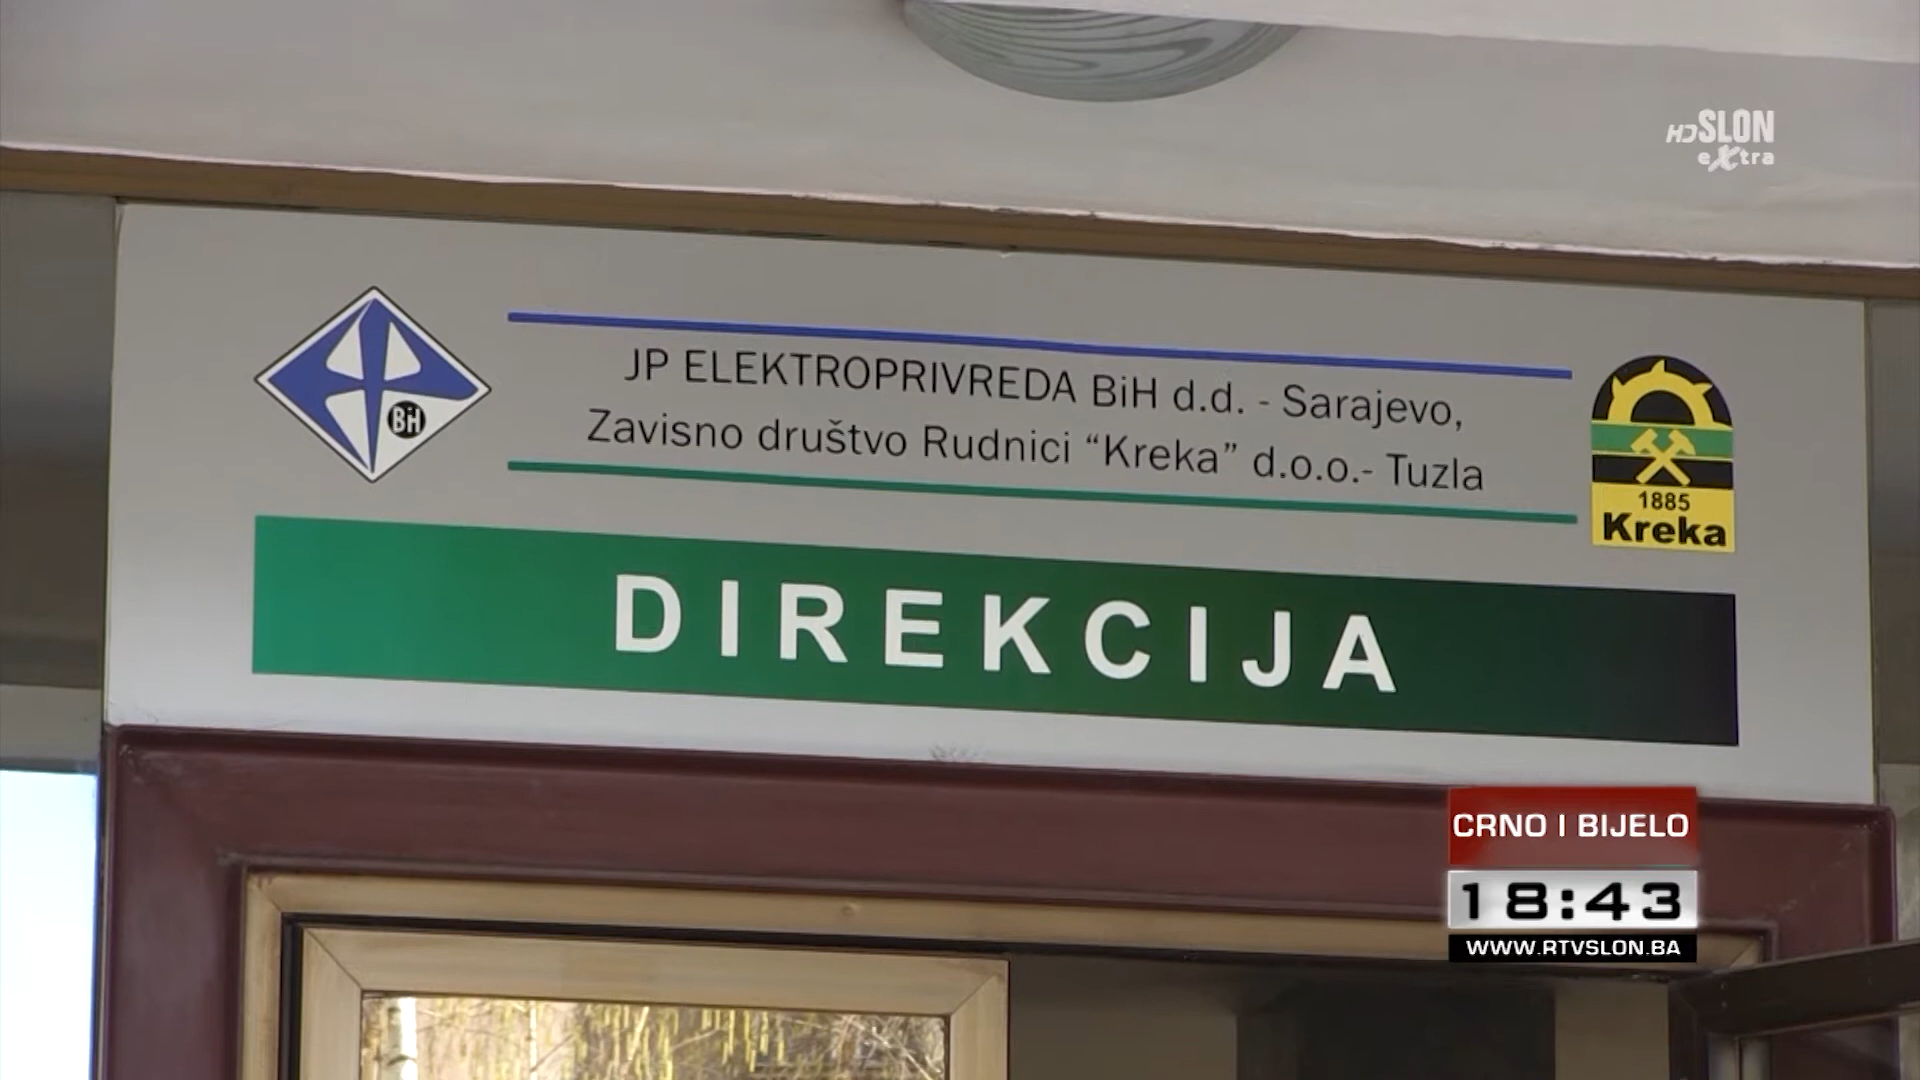 HD SLON
extra
JP ELEKTROPRIVREDA BiH d.d. - Sarajevo,
Zavisno društvo Rudnici “Kreka” d.o.o.- Tuzla
BiH
1885
Kreka
DIREKCIJA
CRNO I BIJELO
18:43
WWW.RTVSLON.BA